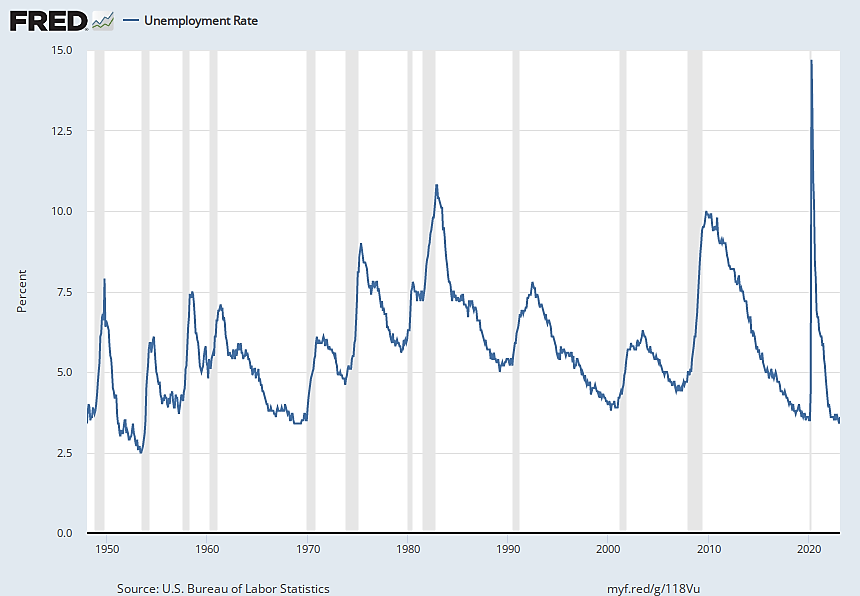 FRED
Unemployment Rate
15.0
12.5
10.0
7.5
5.0
2.5
0.0
Percent
1950 1960 1970 1980 1990 2000 2010 2020
Source: U.S. Bureau of Labor Statistics
myf.red/g/118Vu